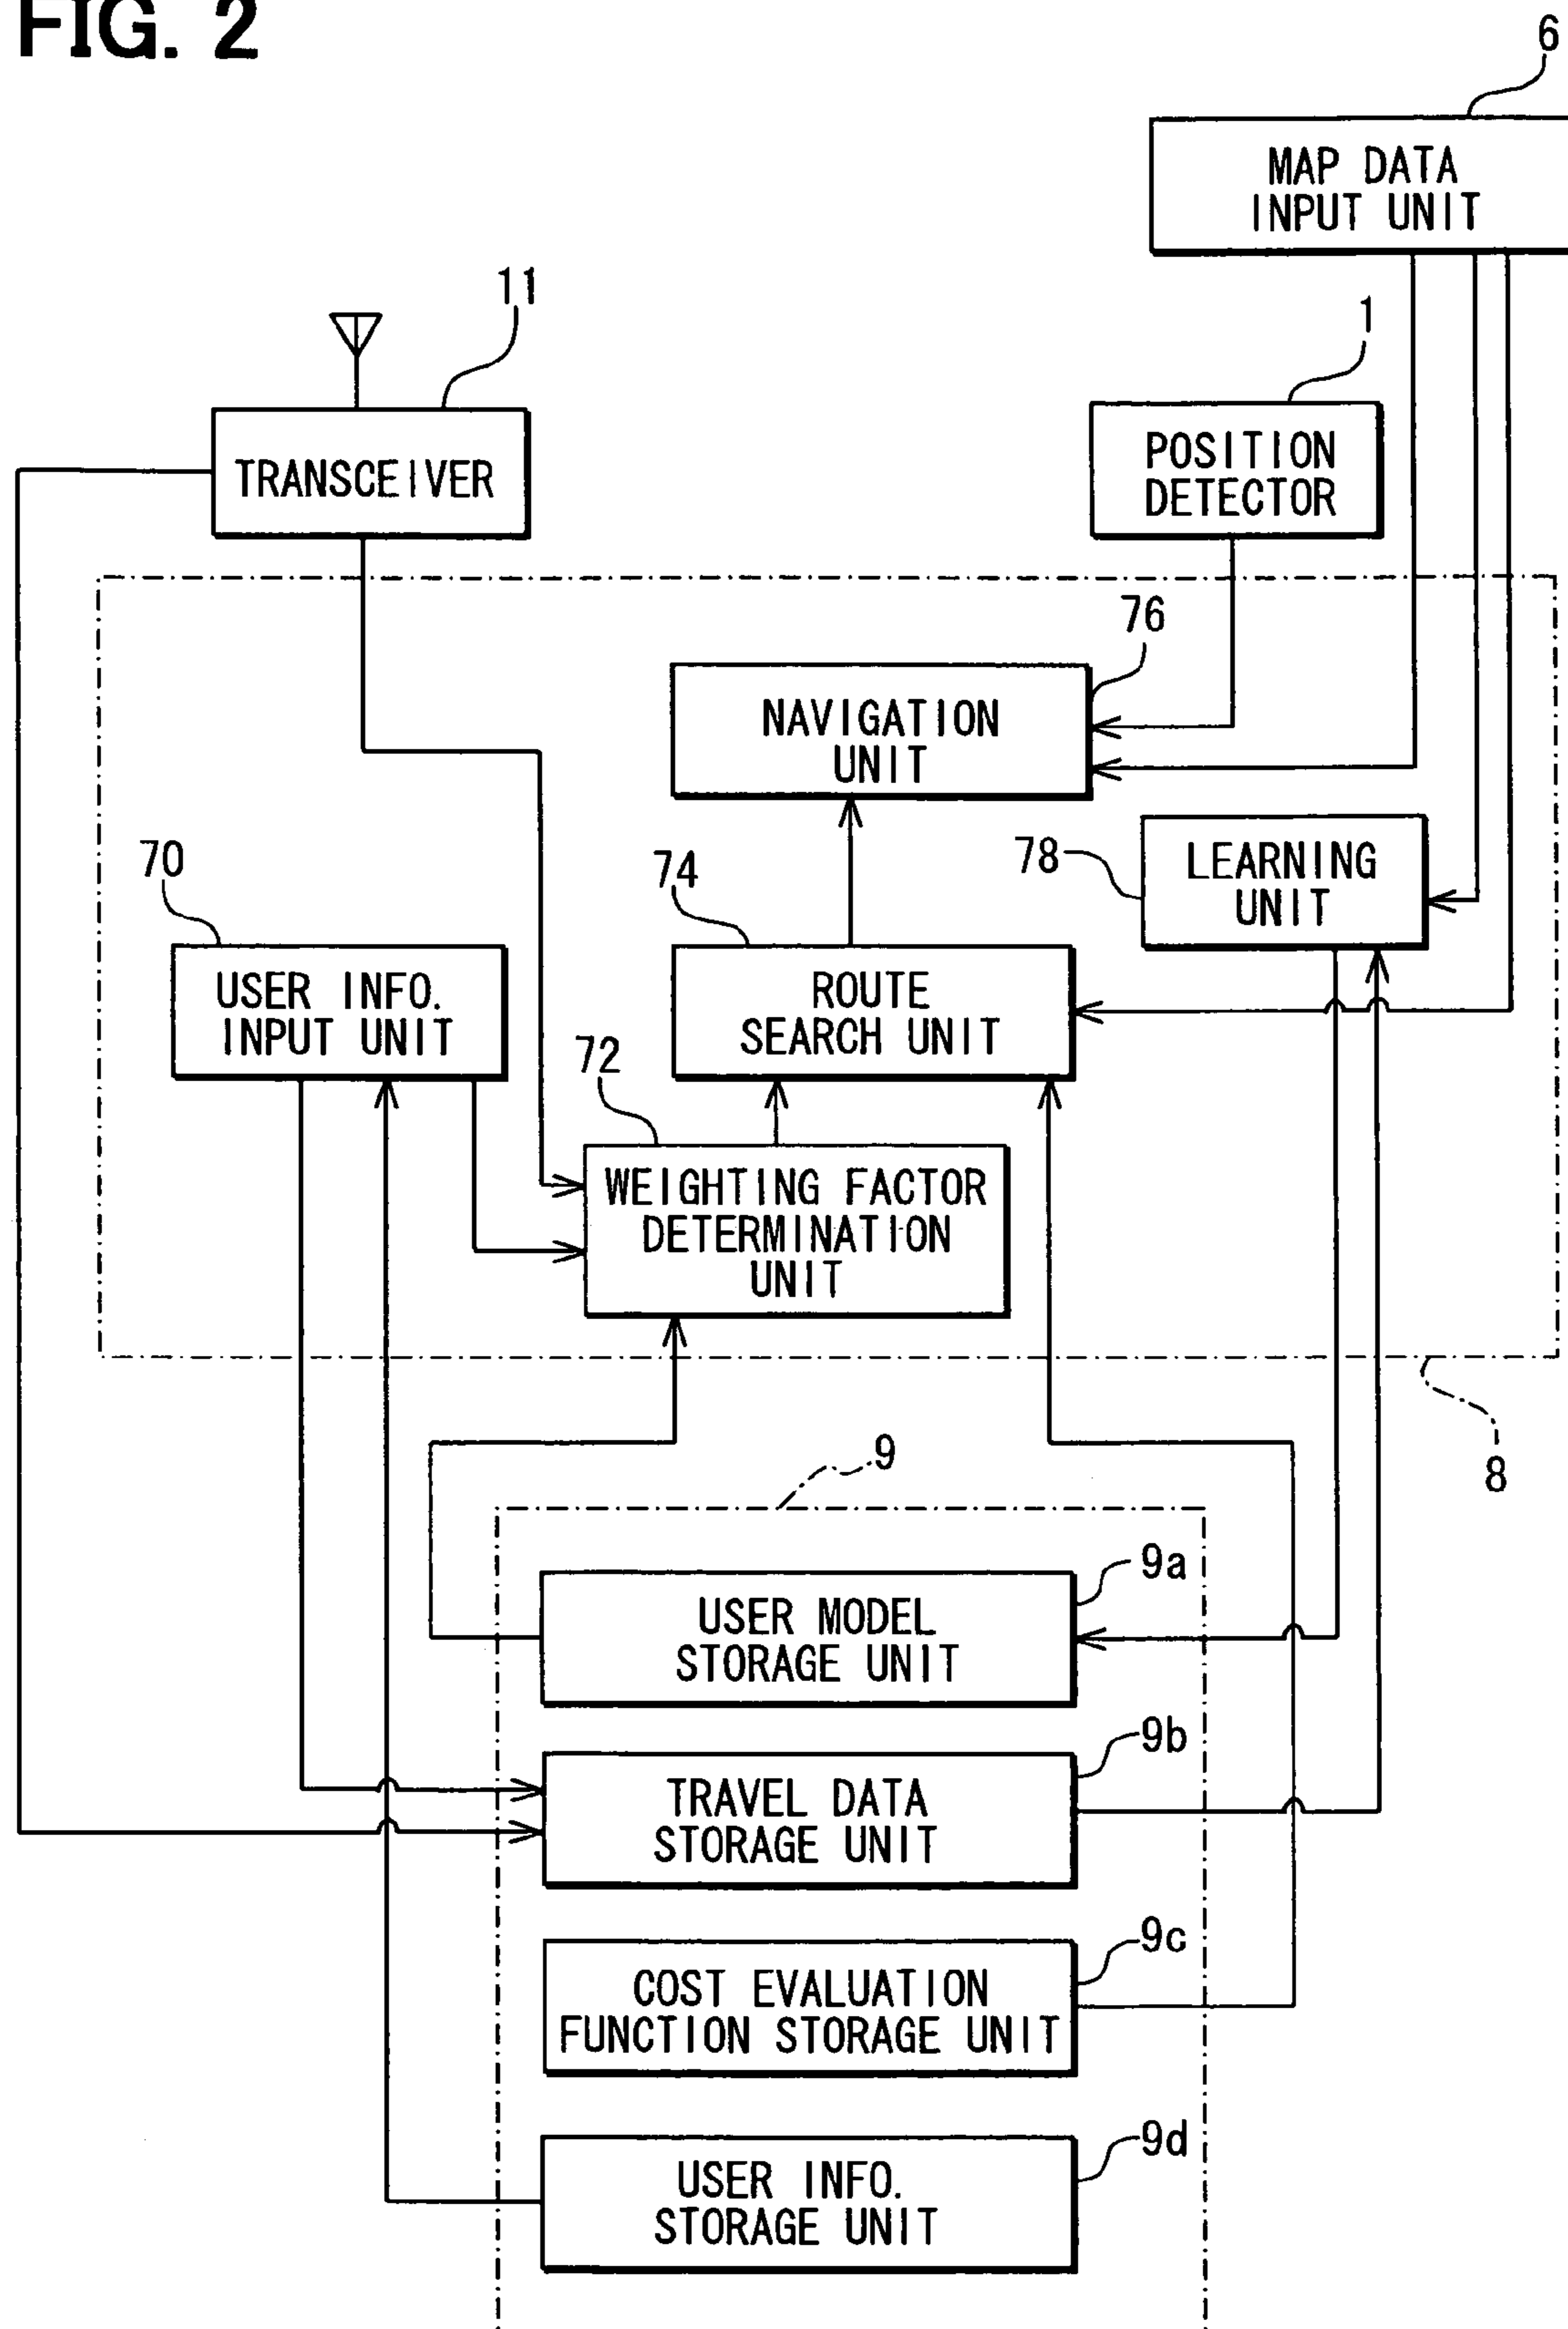 FIG. 2
6
MAP DATA
INPUT UNIT
11
1
TRANSCEIVER
POSITION
DETECTOR
76
NAVIGATION
UNIT
70
74
78
LEARNING
UNIT
USER INFO.
INPUT UNIT
ROUTE
SEARCH UNIT
72
WEIGHTING FACTOR
DETERMINATION
UNIT
8
9
9a
USER MODEL
STORAGE UNIT
9b
TRAVEL DATA
STORAGE UNIT
9c
COST EVALUATION
FUNCTION STORAGE UNIT
9d
USER INFO.
STORAGE UNIT